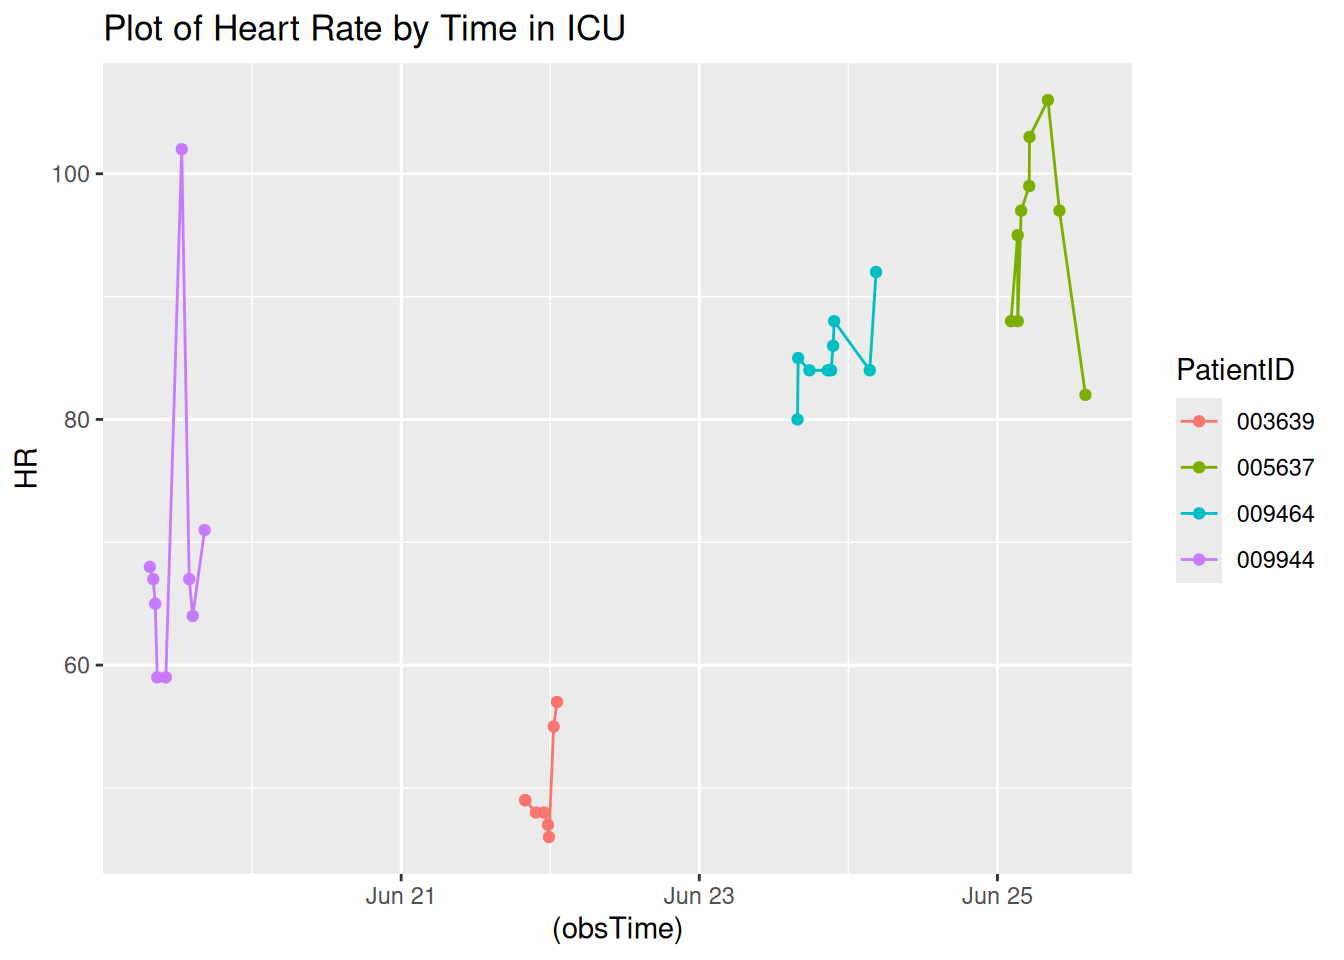 Plot of Heart Rate by Time in ICU
100
80
60
HR
Jun 21
Jun 23
Jun 25
(obsTime)
PatientID
003639
005637
009464
009944